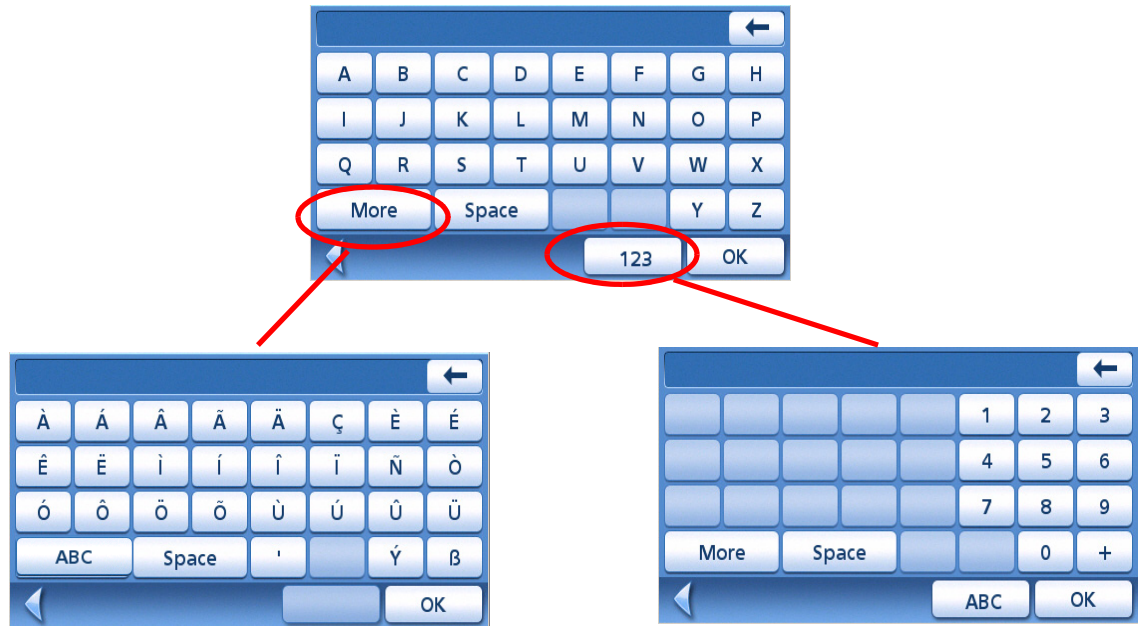 A B C D E F G H
I J K L M N O P
Q R S T U V W X
More Space Y Z
123 OK
À Á Â Ã Ä Ç È É
Ê Ë Ì Í Î Ï Ñ Ò
Ó Ô Ö Õ Ù Ú Û Ü
ABC Space ' Ý ß
OK
1 2 3
4 5 6
7 8 9
More Space 0 +
ABC OK